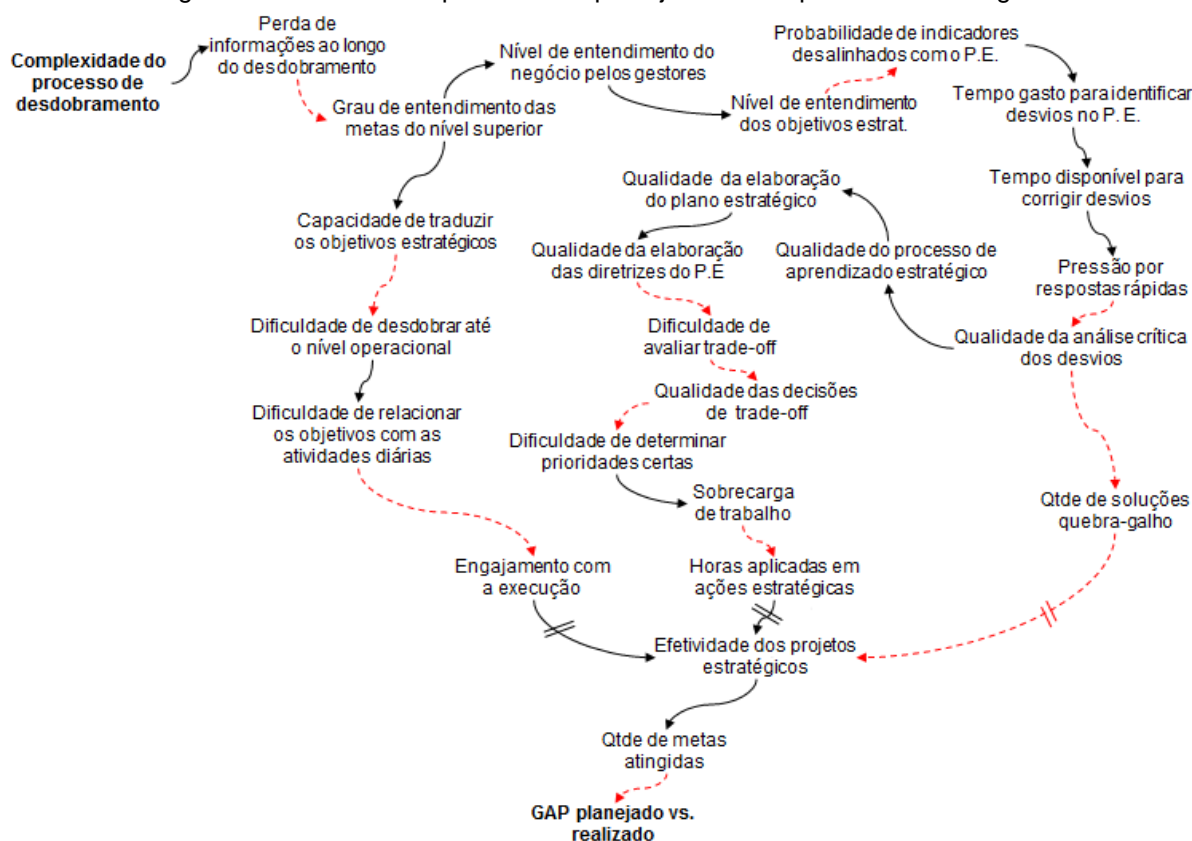 Complexidade do
processo de
desdobramento
Perda de
informações ao longo
do desdobramento
Grau de entendimento das
metas do nível superior
Nível de entendimento do
negócio pelos gestores
Nível de entendimento
dos objetivos estrat.
Probabilidade de indicadores
desalinhados com o P.E.
Tempo gasto para identificar
desvios no P. E.
Tempo disponível para
corrigir desvios
Pressão por
respostas rápidas
Qualidade da análise crítica
dos desvios
Qualidade do processo de
aprendizado estratégico
Qualidade da elaboração
do plano estratégico
Qualidade da elaboração
das diretrizes do P.E
Dificuldade de
avaliar trade-off
Qualidade das decisões
de trade-off
Dificuldade de determinar
prioridades certas
Sobrecarga
de trabalho
Horas aplicadas em
ações estratégicas
Capacidade de traduzir
os objetivos estratégicos
Dificuldade de desdobrar até
o nível operacional
Dificuldade de relacionar
os objetivos com as
atividades diárias
Engajamento com
a execução
Qtde de soluções
quebra-galho
Efetividade dos projetos
estratégicos
Qtde de metas
atingidas
GAP planejado vs.
realizado